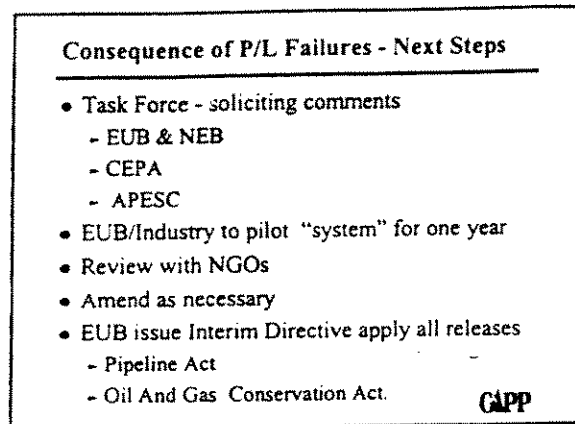 Consequence of P/L Failures - Next Steps
• Task Force - soliciting comments
- EUB & NEB
- CEPA
- APESC
• EUB/Industry to pilot "system" for one year
• Review with NGOs
• Amend as necessary
• EUB issue Interim Directive apply all releases
- Pipeline Act
- Oil And Gas Conservation Act.
CAPP